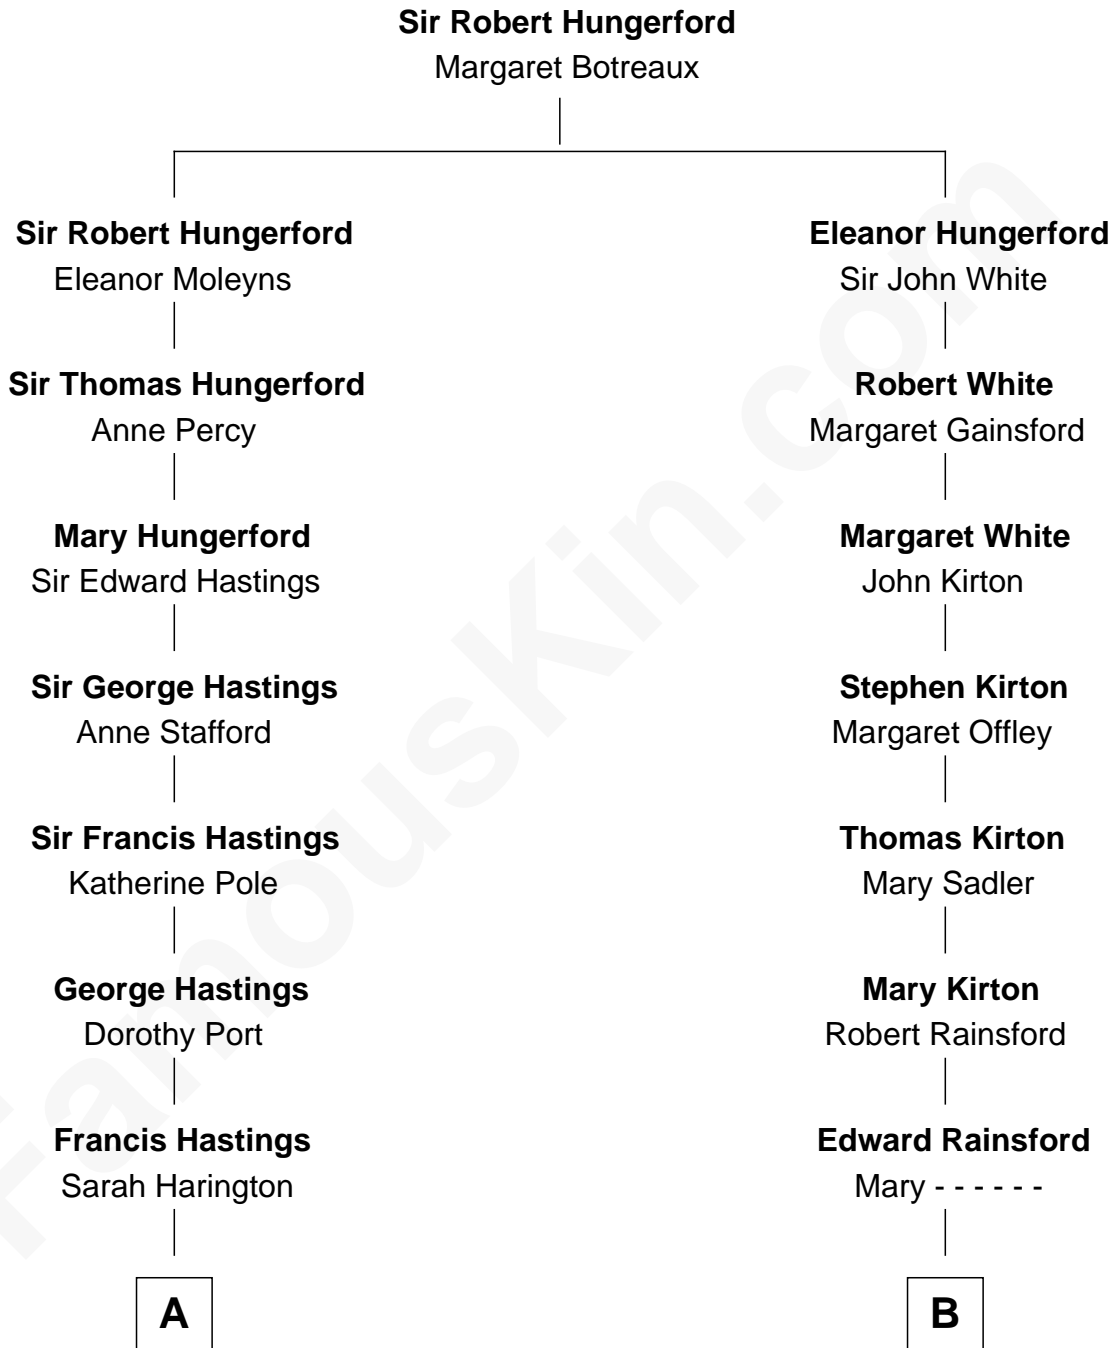 Sir Robert Hungerford
Margaret Botreaux
Sir Robert Hungerford
Eleanor Moleyns
Eleanor Hungerford
Sir John White
Sir Thomas Hungerford
Anne Percy
Robert White
Margaret Gainsford
Mary Hungerford
Sir Edward Hastings
Margaret White
John Kirton
Sir George Hastings
Anne Stafford
Stephen Kirton
Margaret Offley
Sir Francis Hastings
Katherine Pole
Thomas Kirton
Mary Sadler
George Hastings
Dorothy Port
Mary Kirton
Robert Rainsford
Francis Hastings
Sarah Harington
Edward Rainsford
Mary - - - - - -
A
B
FamousKin.com